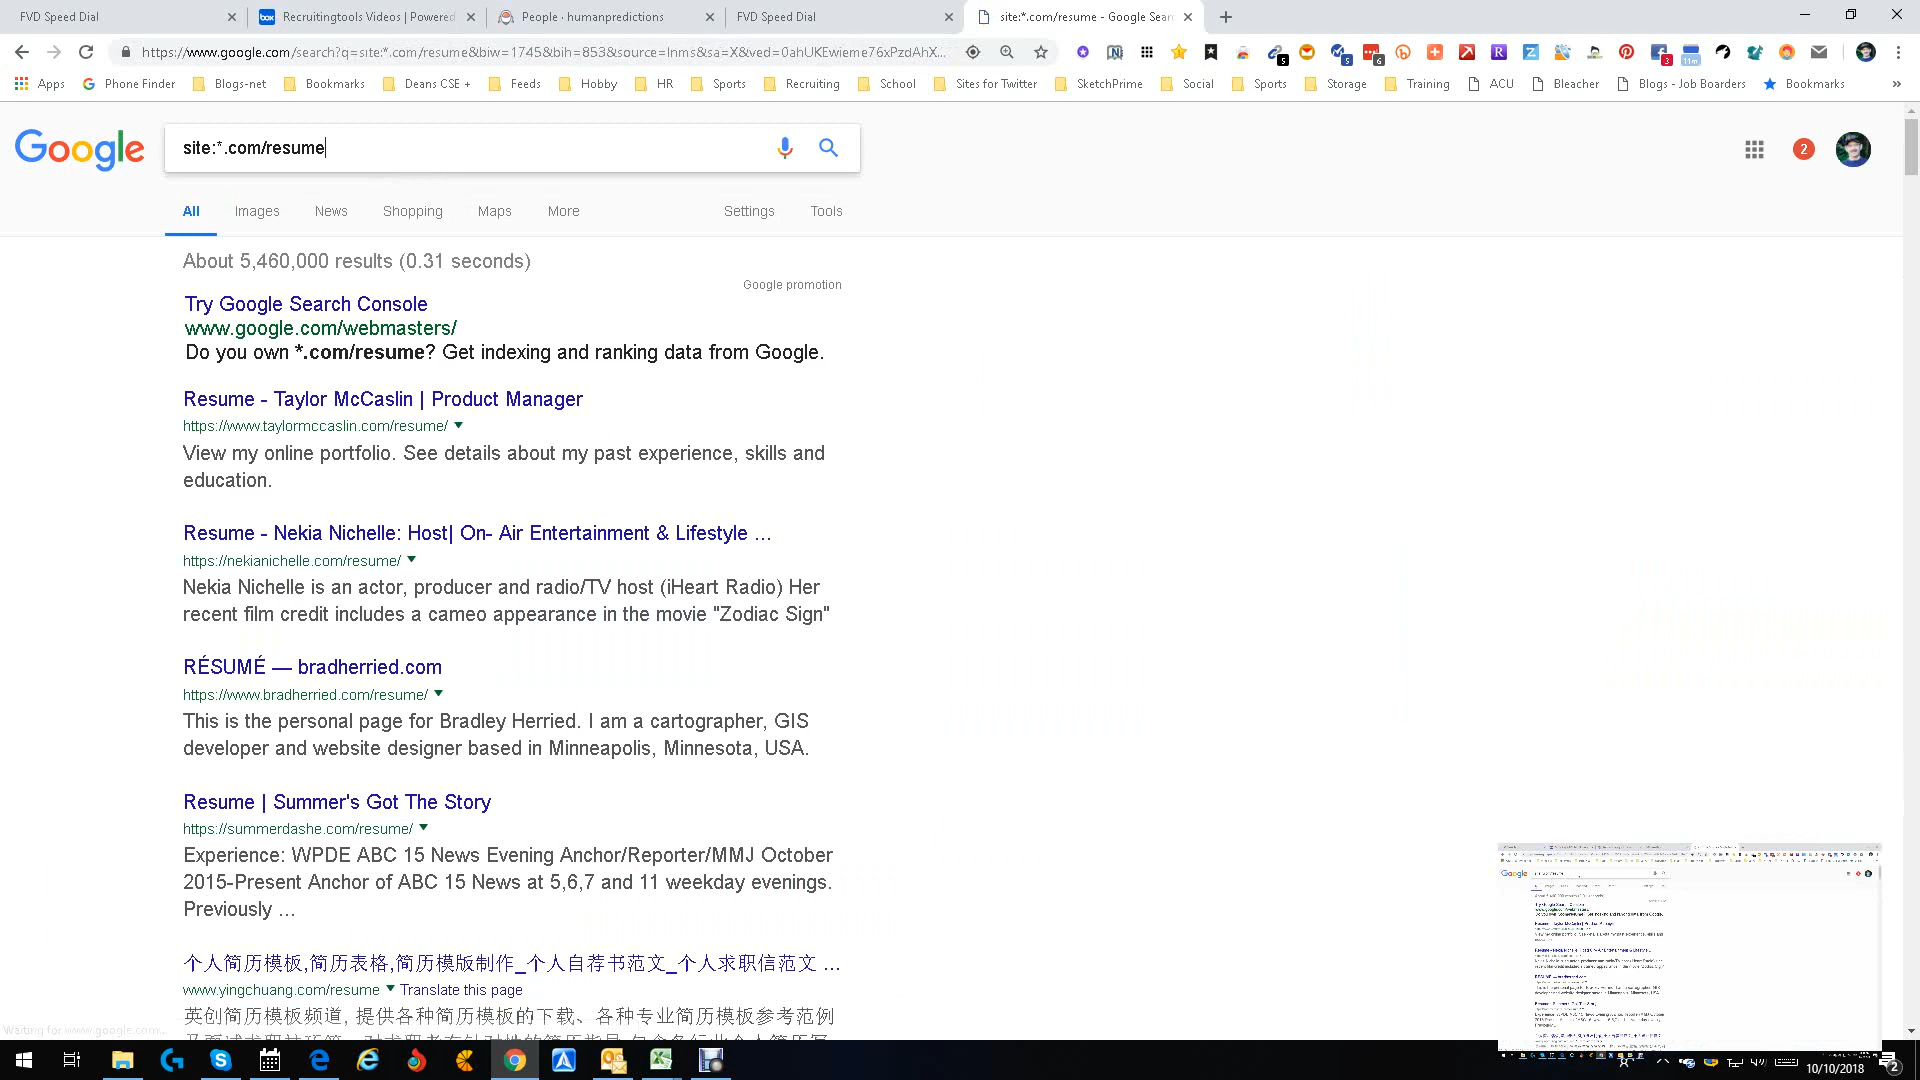 FVD Speed Dial
Recruitingtools Videos | Powered
People · humanpredictions
FVD Speed Dial
site:*.com/resume - Google Sear
https://www.google.com/search?q=site:*.com/resume&biw=1745&bih=853&source=lnms&sa=X&ved=0ahUKEwieme76xPzdAhX...
Apps
Phone Finder
Blogs-net
Bookmarks
Deans CSE +
Feeds
Hobby
HR
Sports
Recruiting
School
Sites for Twitter
SketchPrime
Social
Sports
Storage
Training
ACU
Bleacher
Blogs - Job Boarders
Bookmarks
»
Google
site:*.com/resume
2
All
Images
News
Shopping
Maps
More
Settings
Tools
About 5,460,000 results (0.31 seconds)
Google promotion
Try Google Search Console
www.google.com/webmasters/
Do you own *.com/resume? Get indexing and ranking data from Google.
Resume - Taylor McCaslin | Product Manager
https://www.taylormccaslin.com/resume/
View my online portfolio. See details about my past experience, skills and
education.
Resume - Nekia Nichelle: Host| On- Air Entertainment & Lifestyle ...
https://nekianichelle.com/resume/
Nekia Nichelle is an actor, producer and radio/TV host (iHeart Radio) Her
recent film credit includes a cameo appearance in the movie "Zodiac Sign"
RÉSUMÉ — bradherried.com
https://www.bradherried.com/resume/
This is the personal page for Bradley Herried. I am a cartographer, GIS
developer and website designer based in Minneapolis, Minnesota, USA.
Resume | Summer's Got The Story
https://summerdashe.com/resume/
Experience: WPDE ABC 15 News Evening Anchor/Reporter/MMJ October
2015-Present Anchor of ABC 15 News at 5,6,7 and 11 weekday evenings.
Previously ...
个人简历模板,简历表格,简历模版制作_个人自荐书范文_个人求职信范文 ...
www.yingchuang.com/resume Translate this page
英创简历模板频道, 提供各种简历模板的下载、各种专业简历模板参考范例
Waiting for www.google.com...
10/10/2018
2